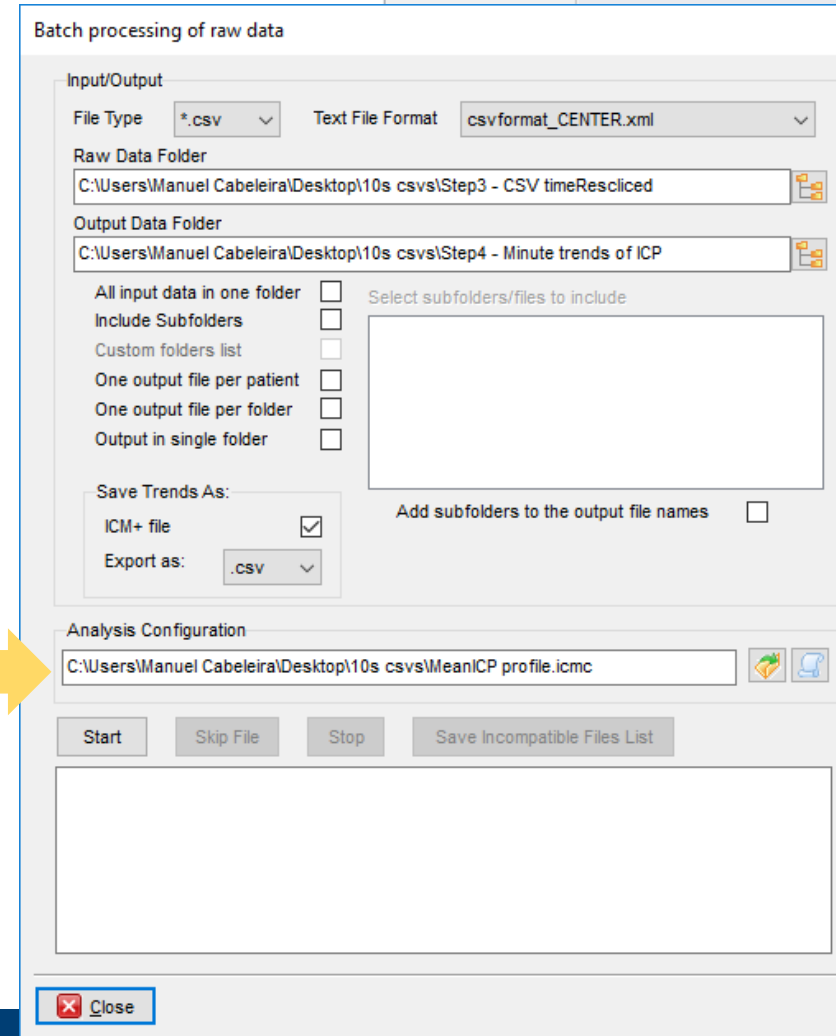 Batch processing of raw data
Input/Output
File Type *.csv Text File Format csvformat_CENTER.xml
Raw Data Folder
C:\Users\Manuel Cabeleira\Desktop\10s csvs\Step3 - CSV timeRescliced
Output Data Folder
C:\Users\Manuel Cabeleira\Desktop\10s csvs\Step4 - Minute trends of ICP
All input data in one folder
Select subfolders/files to include
Include Subfolders
Custom folders list
One output file per patient
One output file per folder
Output in single folder
Save Trends As:
ICM+ file
Add subfolders to the output file names
Export as: .csv
Analysis Configuration
C:\Users\Manuel Cabeleira\Desktop\10s csvs\MeanICP profile.icmc
Start Skip File Stop Save Incompatible Files List
Close